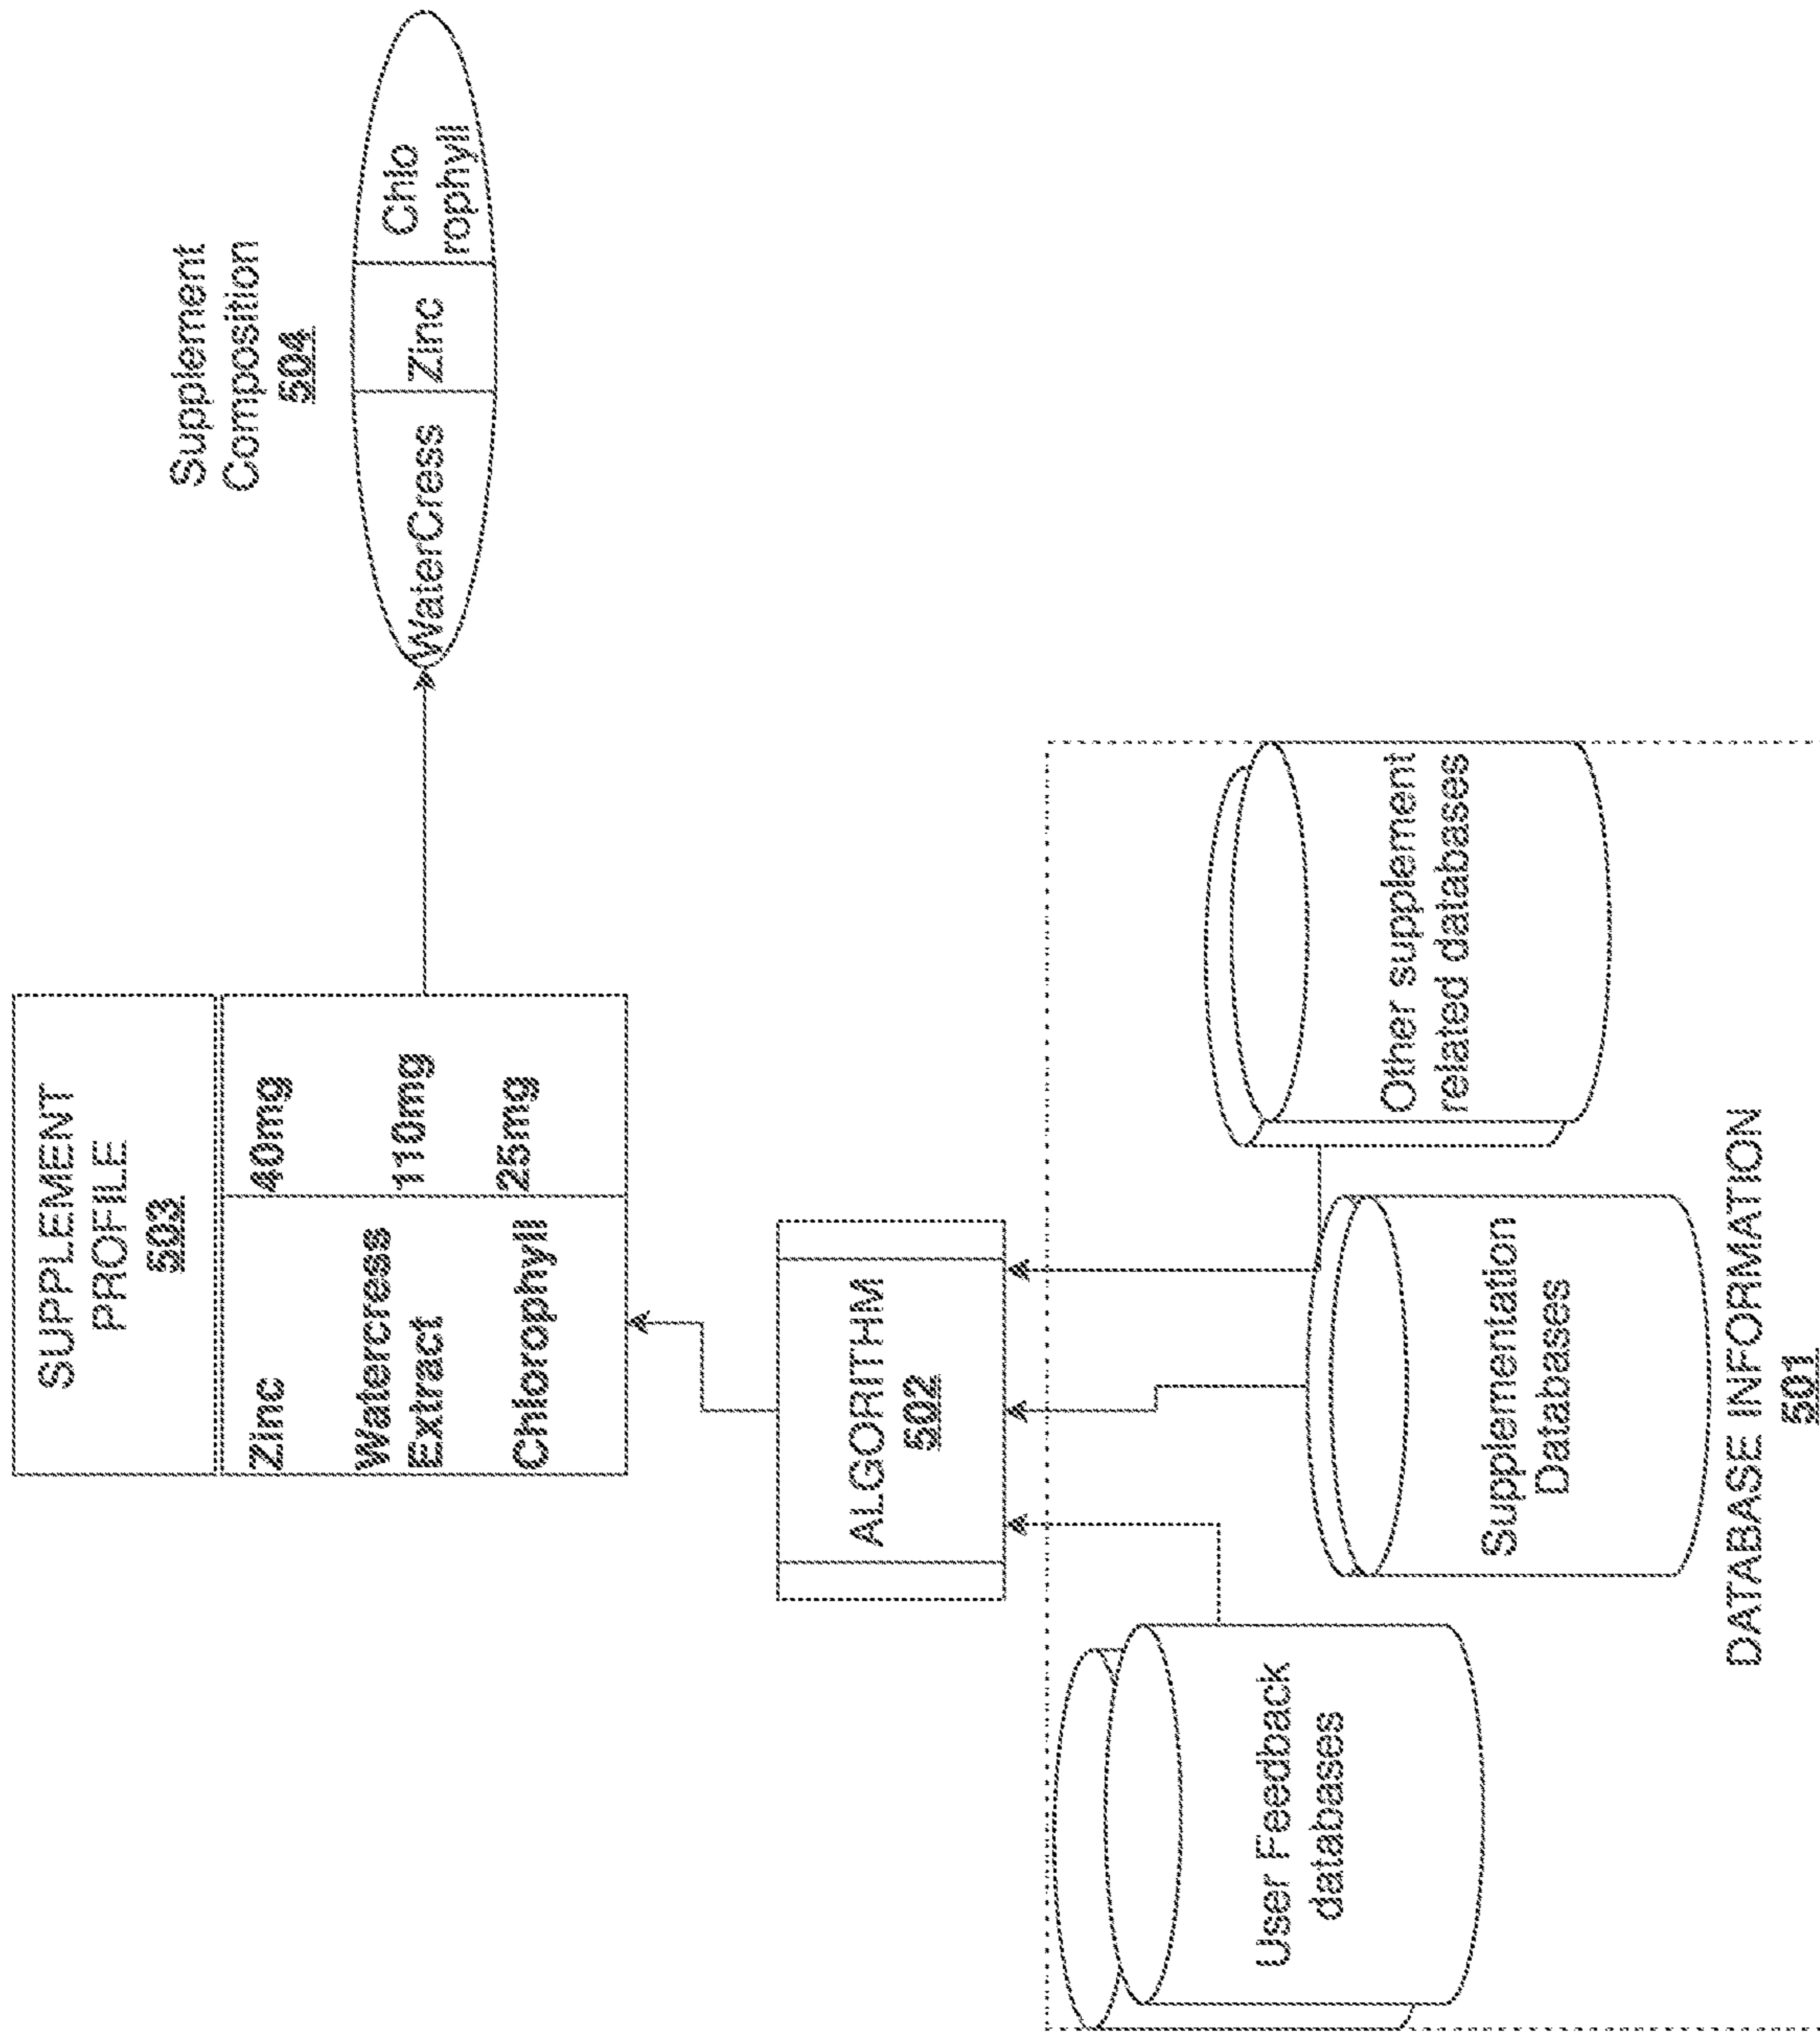 SUPPLEMENT
PROFILE
503
Zinc 40mg
Watercress
Extract 110mg
Chlorophyll 25mg
Supplement
Composition
504
WaterCress Zinc Chlo
rophyll
ALGORITHM
502
User Feedback
databases
Supplementation
Databases
Other supplement
related databases
DATABASE INFORMATION
501